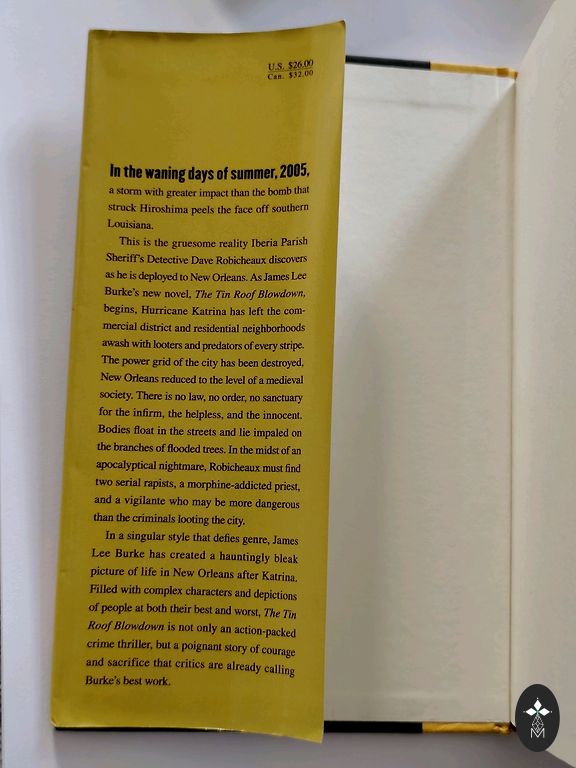 U.S. $26.00
Can. $32.00
In the waning days of summer, 2005,
a storm with greater impact than the bomb that
struck Hiroshima peels the face off southern
Louisiana.
This is the gruesome reality Iberia Parish
Sheriff's Detective Dave Robicheaux discovers
as he is deployed to New Orleans. As James Lee
Burke's new novel, The Tin Roof Blowdown,
begins, Hurricane Katrina has left the com-
mercial district and residential neighborhoods
awash with looters and predators of every stripe.
The power grid of the city has been destroyed,
New Orleans reduced to the level of a medieval
society. There is no law, no order, no sanctuary
for the infirm, the helpless, and the innocent.
Bodies float in the streets and lie impaled on
the branches of flooded trees. In the midst of an
apocalyptical nightmare, Robicheaux must find
two serial rapists, a morphine-addicted priest,
and a vigilante who may be more dangerous
than the criminals looting the city.
In a singular style that defies genre, James
Lee Burke has created a hauntingly bleak
picture of life in New Orleans after Katrina.
Filled with complex characters and depictions
of people at both their best and worst, The Tin
Roof Blowdown is not only an action-packed
crime thriller, but a poignant story of courage
and sacrifice that critics are already calling
Burke's best work.
M